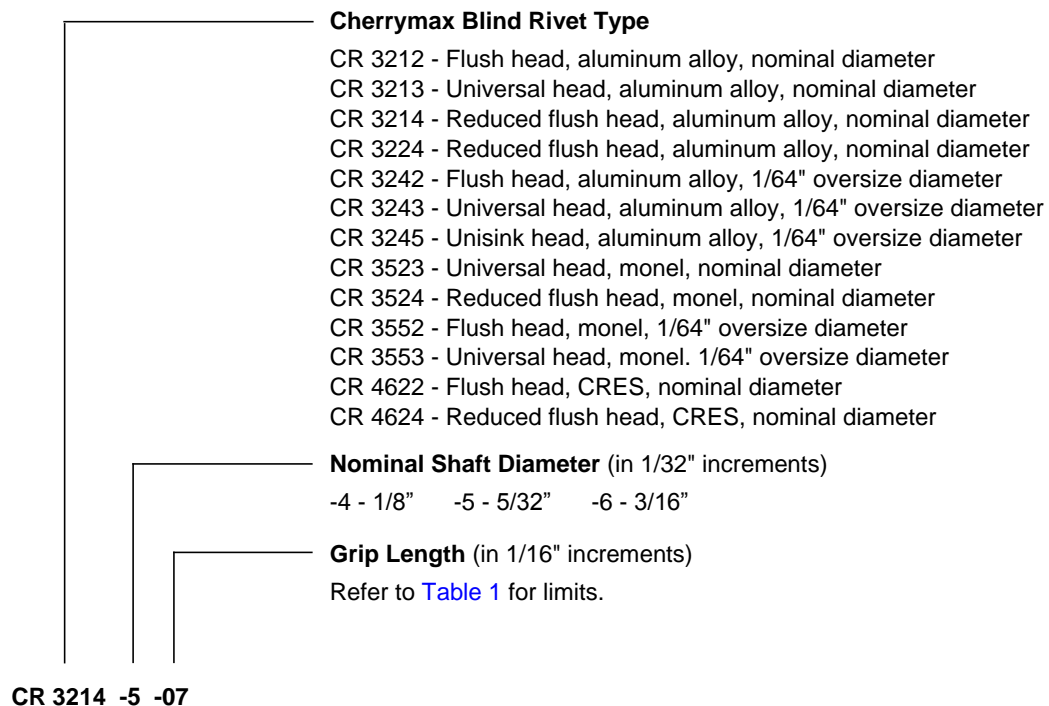 Cherrymax Blind Rivet Type
CR 3212 - Flush head, aluminum alloy, nominal diameter
CR 3213 - Universal head, aluminum alloy, nominal diameter
CR 3214 - Reduced flush head, aluminum alloy, nominal diameter
CR 3224 - Reduced flush head, aluminum alloy, nominal diameter
CR 3242 - Flush head, aluminum alloy, 1/64" oversize diameter
CR 3243 - Universal head, aluminum alloy, 1/64" oversize diameter
CR 3245 - Unisink head, aluminum alloy, 1/64" oversize diameter
CR 3523 - Universal head, monel, nominal diameter
CR 3524 - Reduced flush head, monel, nominal diameter
CR 3552 - Flush head, monel, 1/64" oversize diameter
CR 3553 - Universal head, monel. 1/64" oversize diameter
CR 4622 - Flush head, CRES, nominal diameter
CR 4624 - Reduced flush head, CRES, nominal diameter
Nominal Shaft Diameter (in 1/32" increments)
-4 - 1/8” -5 - 5/32” -6 - 3/16”
Grip Length (in 1/16" increments)
Refer to Table 1 for limits.
CR 3214 -5 -07